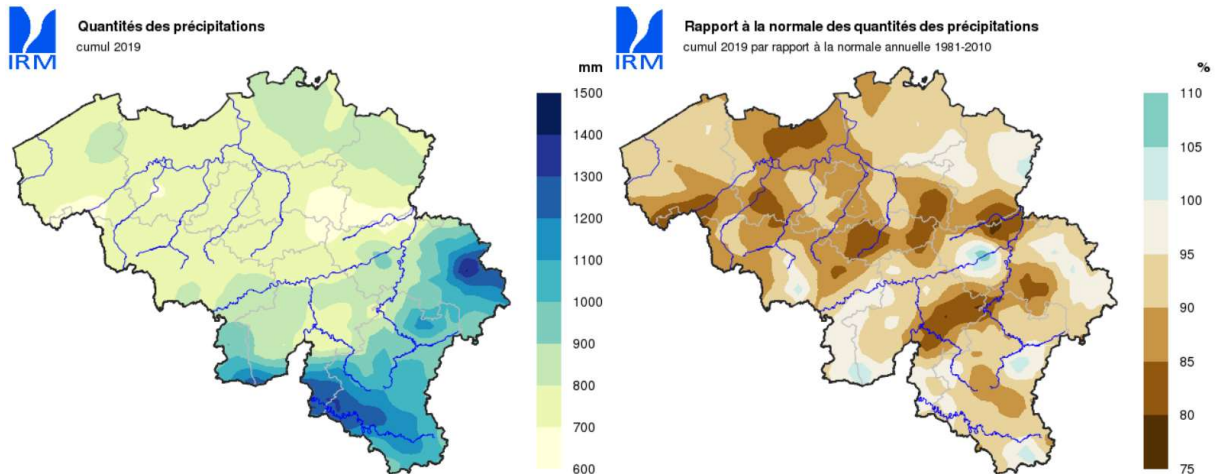 IRM
Quantités des précipitations
cumul 2019
mm
1500
1400
1300
1200
1100
1000
900
800
700
600
IRM
Rapport à la normale des quantités des précipitations
cumul 2019 par rapport à la normale annuelle 1981-2010
%
110
105
100
95
90
85
80
75